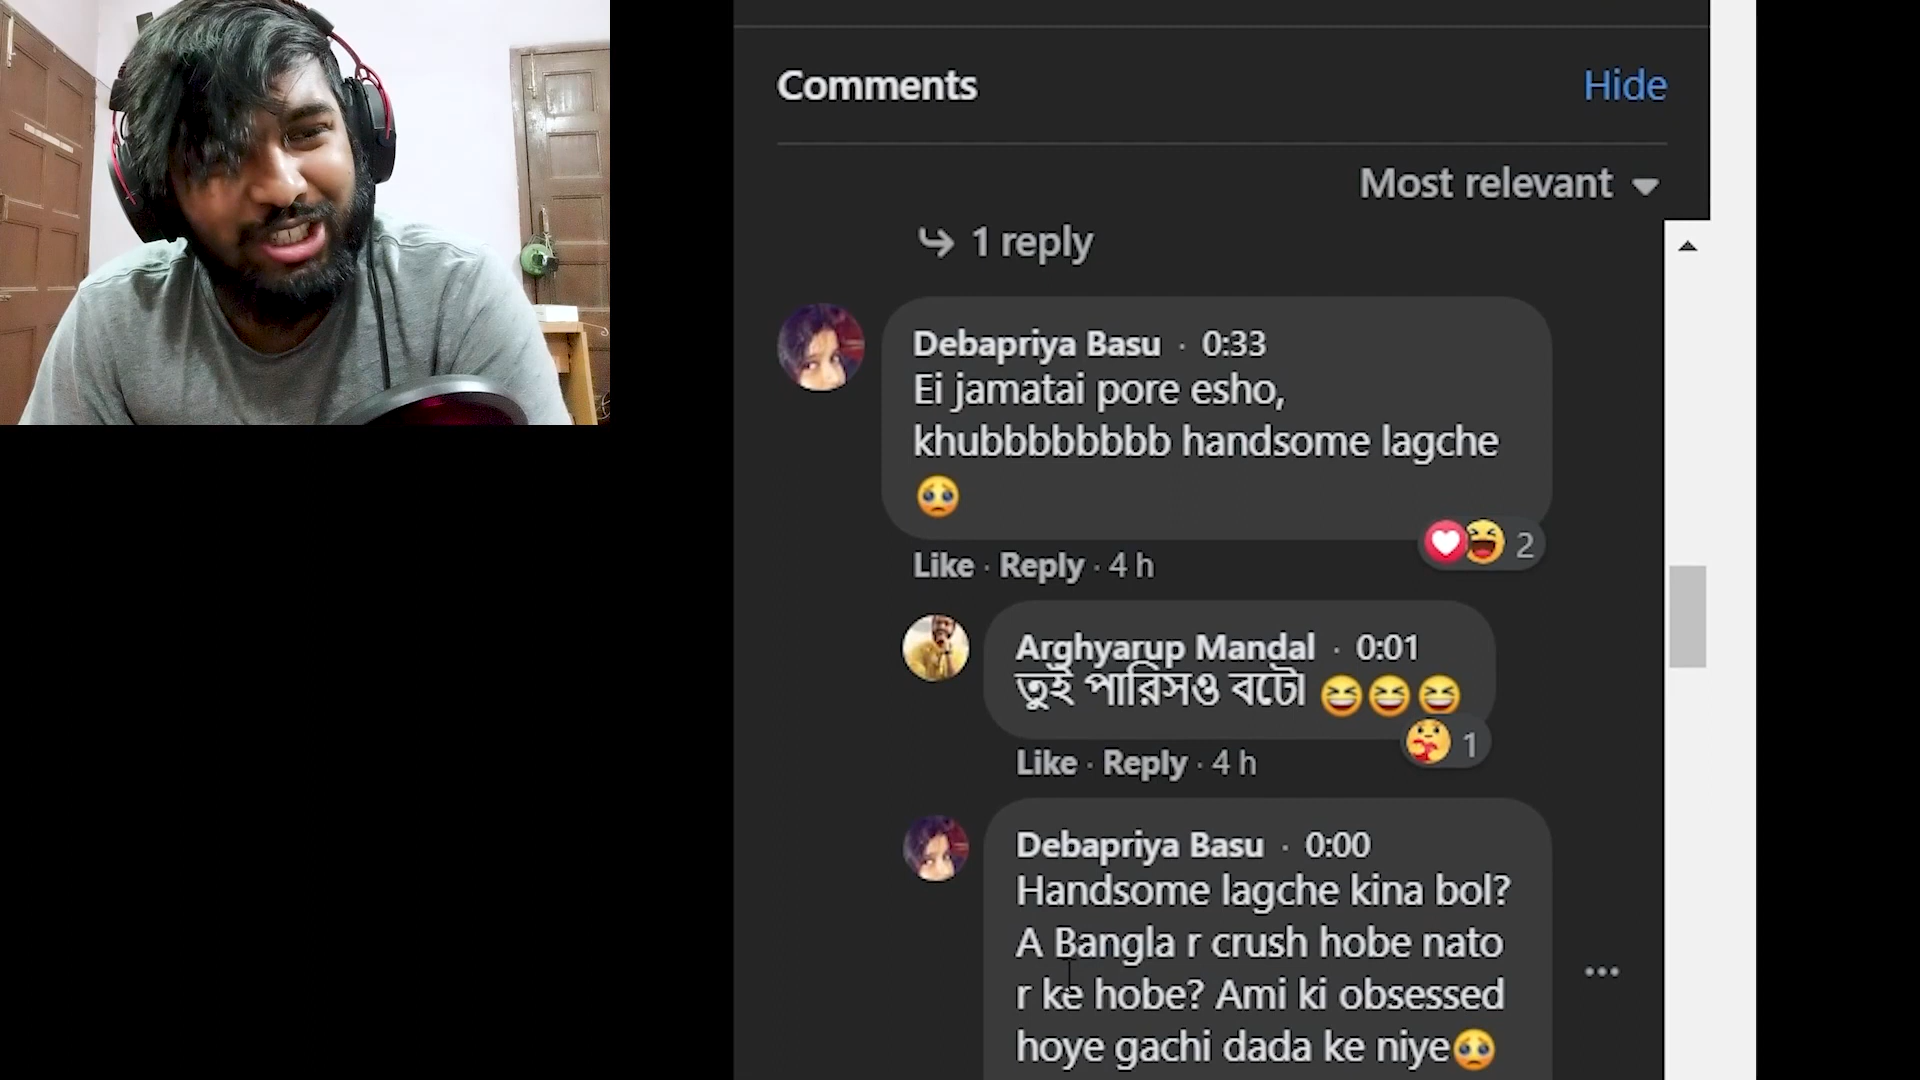 Comments
Hide
Most relevant
1 reply
Debapriya Basu · 0:33
Ei jamatai pore esho,
khubbbbbbbb handsome lagche
🥺
2
Like · Reply · 4 h
Arghyarup Mandal · 0:01
তুই পারিসও বটে। 😆😆😆
1
Like · Reply · 4 h
Debapriya Basu · 0:00
Handsome lagche kina bol?
A Bangla r crush hobe nato
r ke hobe? Ami ki obsessed
hoye gachi dada ke niye🥺